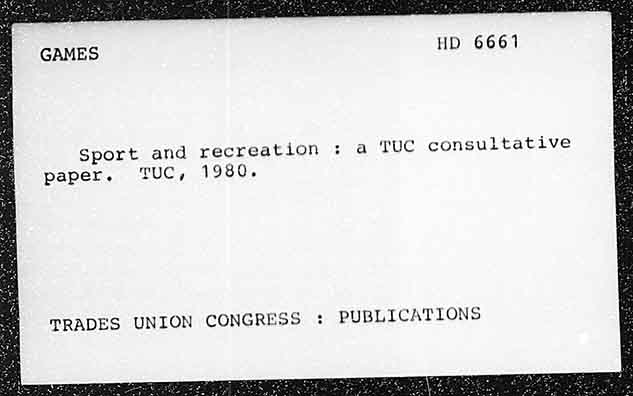 GAMES HD 6661
Sport and recreation : a TUC consultative
paper. TUC, 1980.
TRADES UNION CONGRESS : PUBLICATIONS